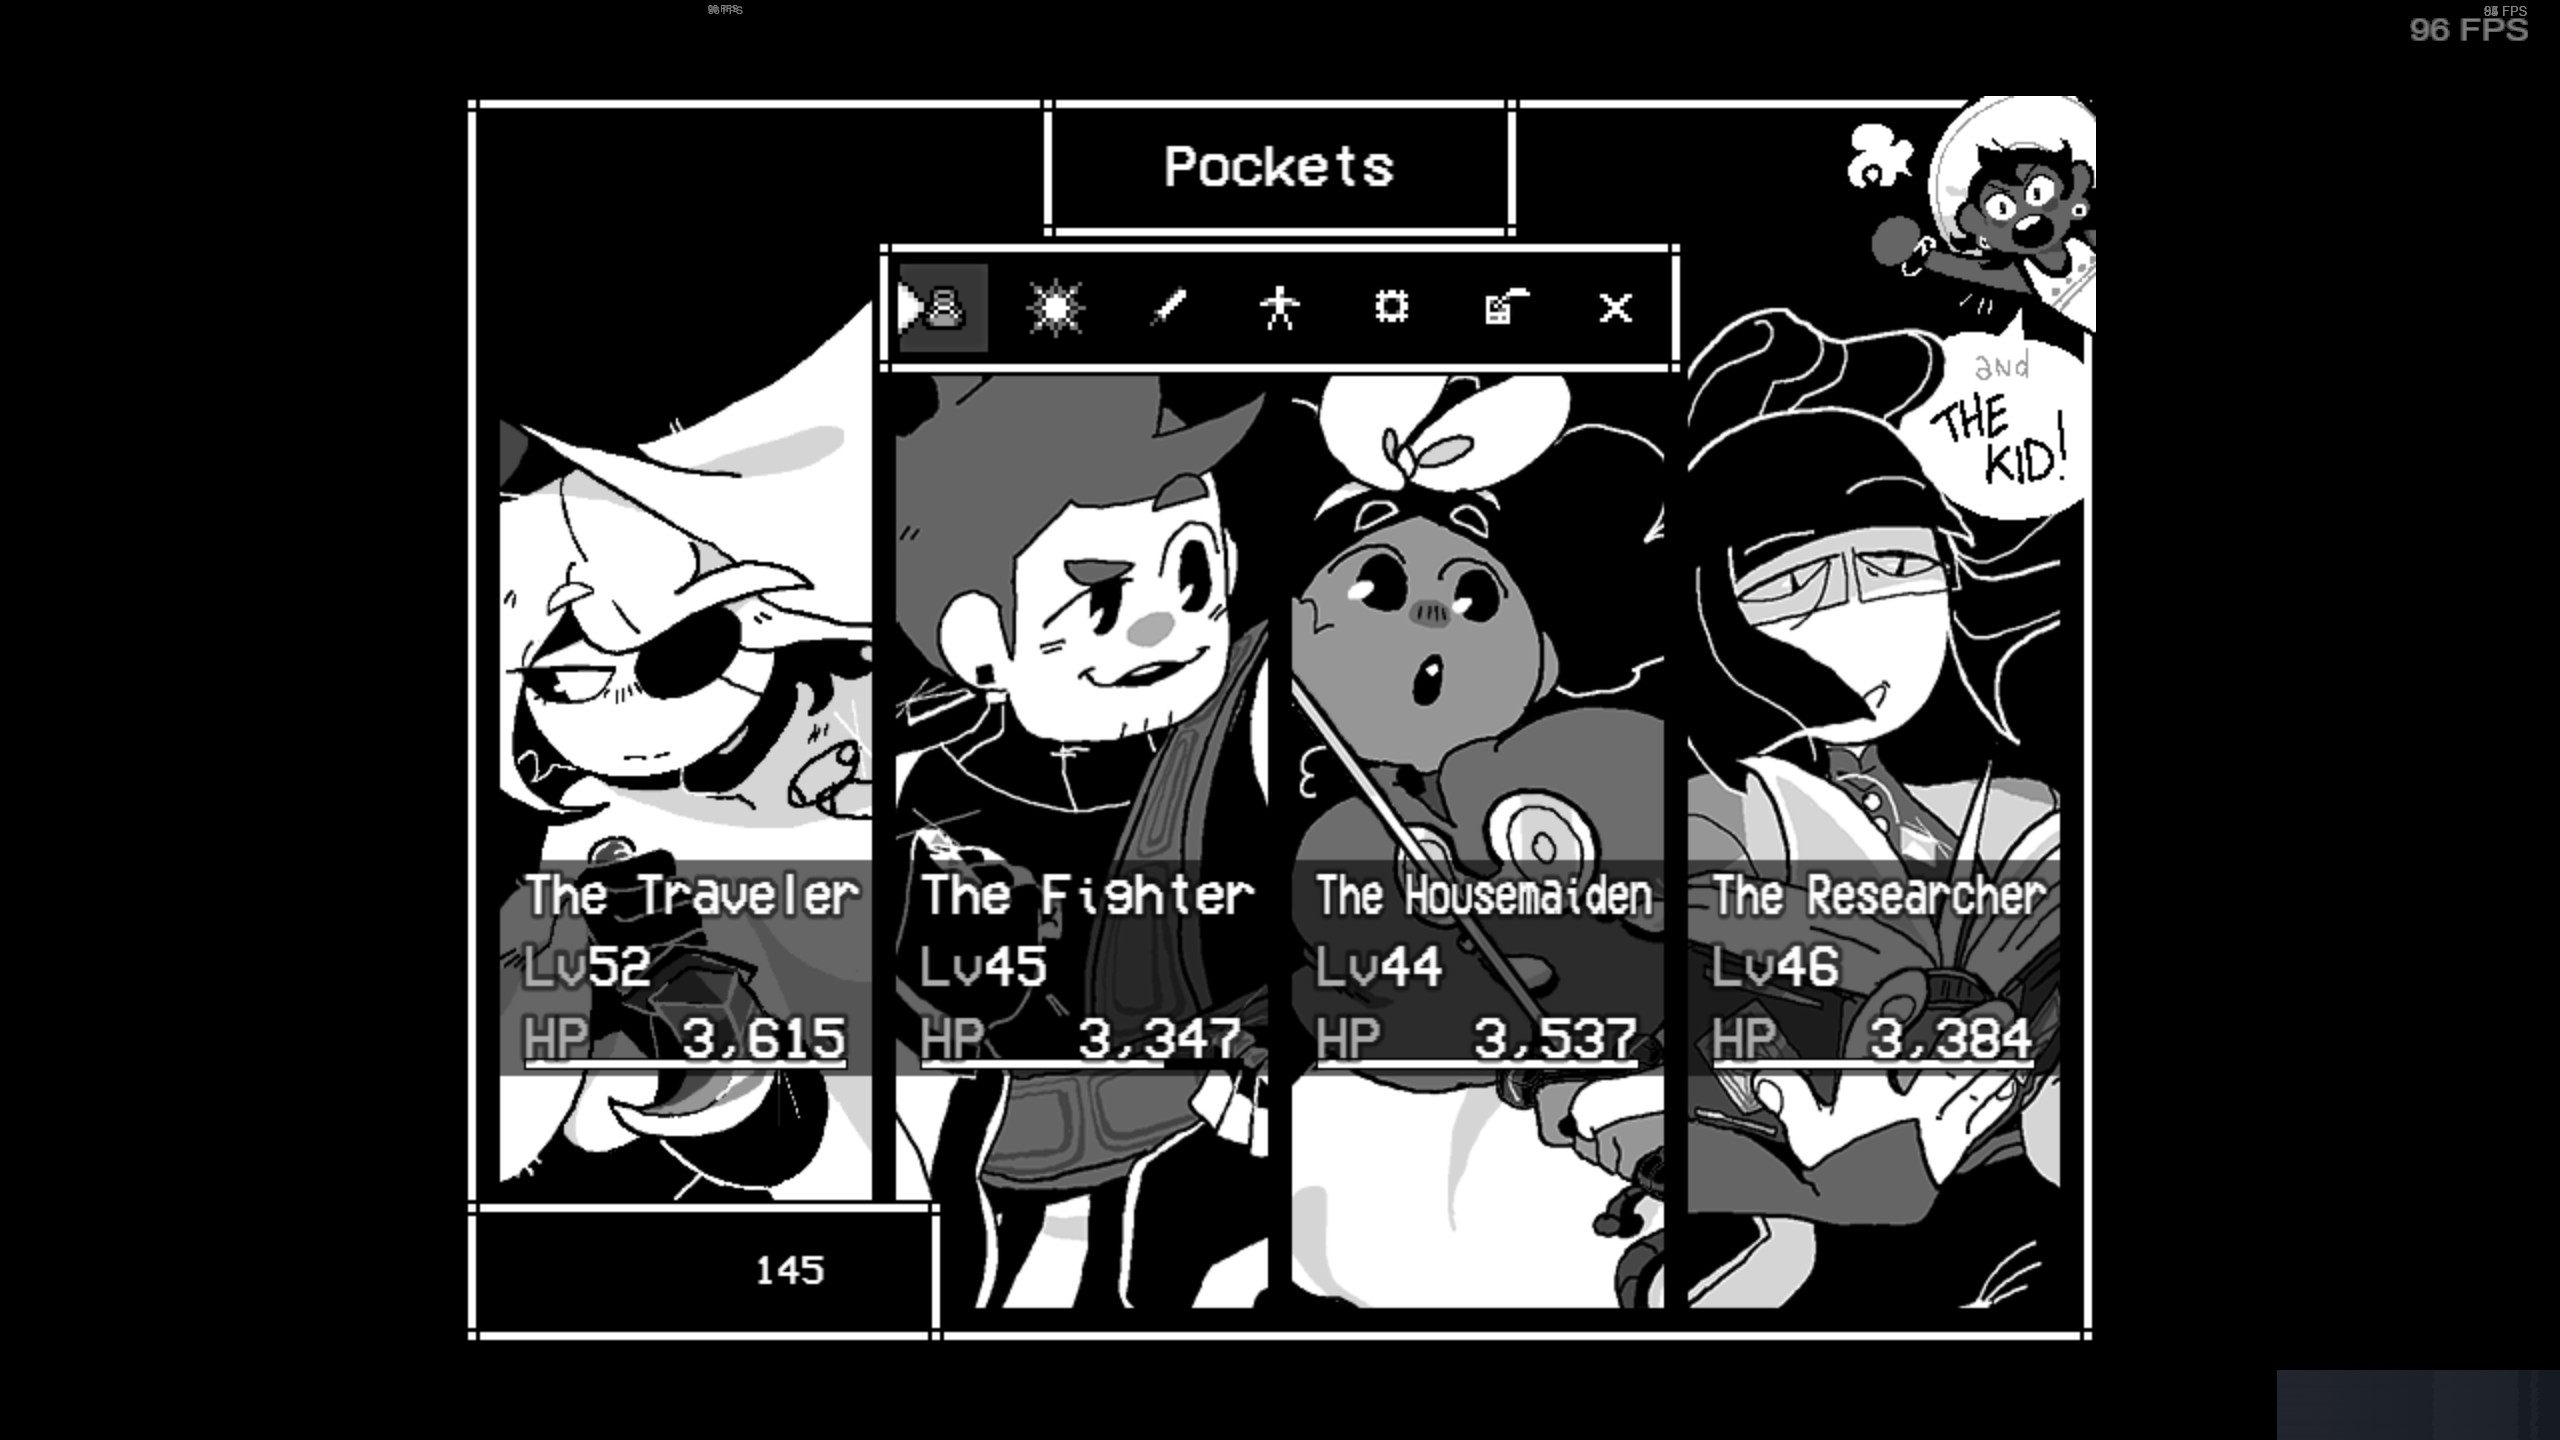 96 FPS
Pockets
and
THE
KID!
The Traveler
Lv52
HP 3,615
The Fighter
Lv45
HP 3,347
The Housemaiden
Lv44
HP 3,537
The Researcher
Lv46
HP 3,384
145